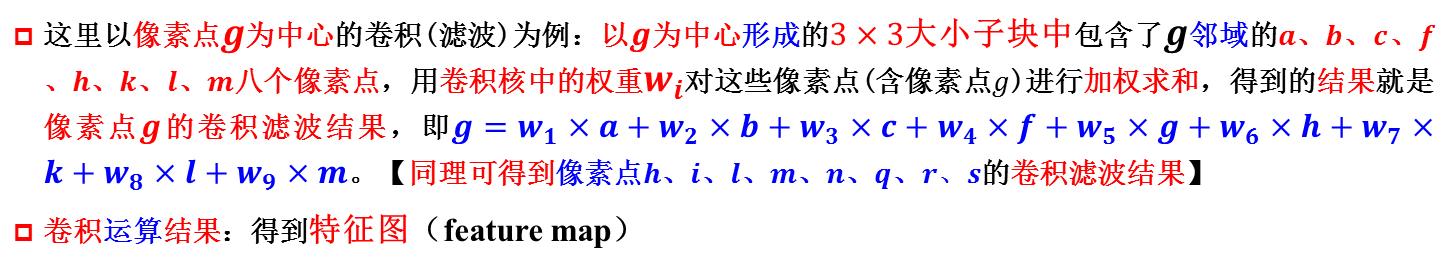 这里以像素点g为中心的卷积(滤波)为例：以g为中心形成的3×3大小子块中包含了g邻域的a、b、c、f
、h、k、l、m八个像素点，用卷积核中的权重wᵢ对这些像素点(含像素点g)进行加权求和，得到的结果就是
像素点g的卷积滤波结果，即g = w₁ × a + w₂ × b + w₃ × c + w₄ × f + w₅ × g + w₆ × h + w₇ ×
k + w₈ × l + w₉ × m。【同理可得到像素点h、i、l、m、n、q、r、s的卷积滤波结果】
卷积运算结果：得到特征图（feature map）